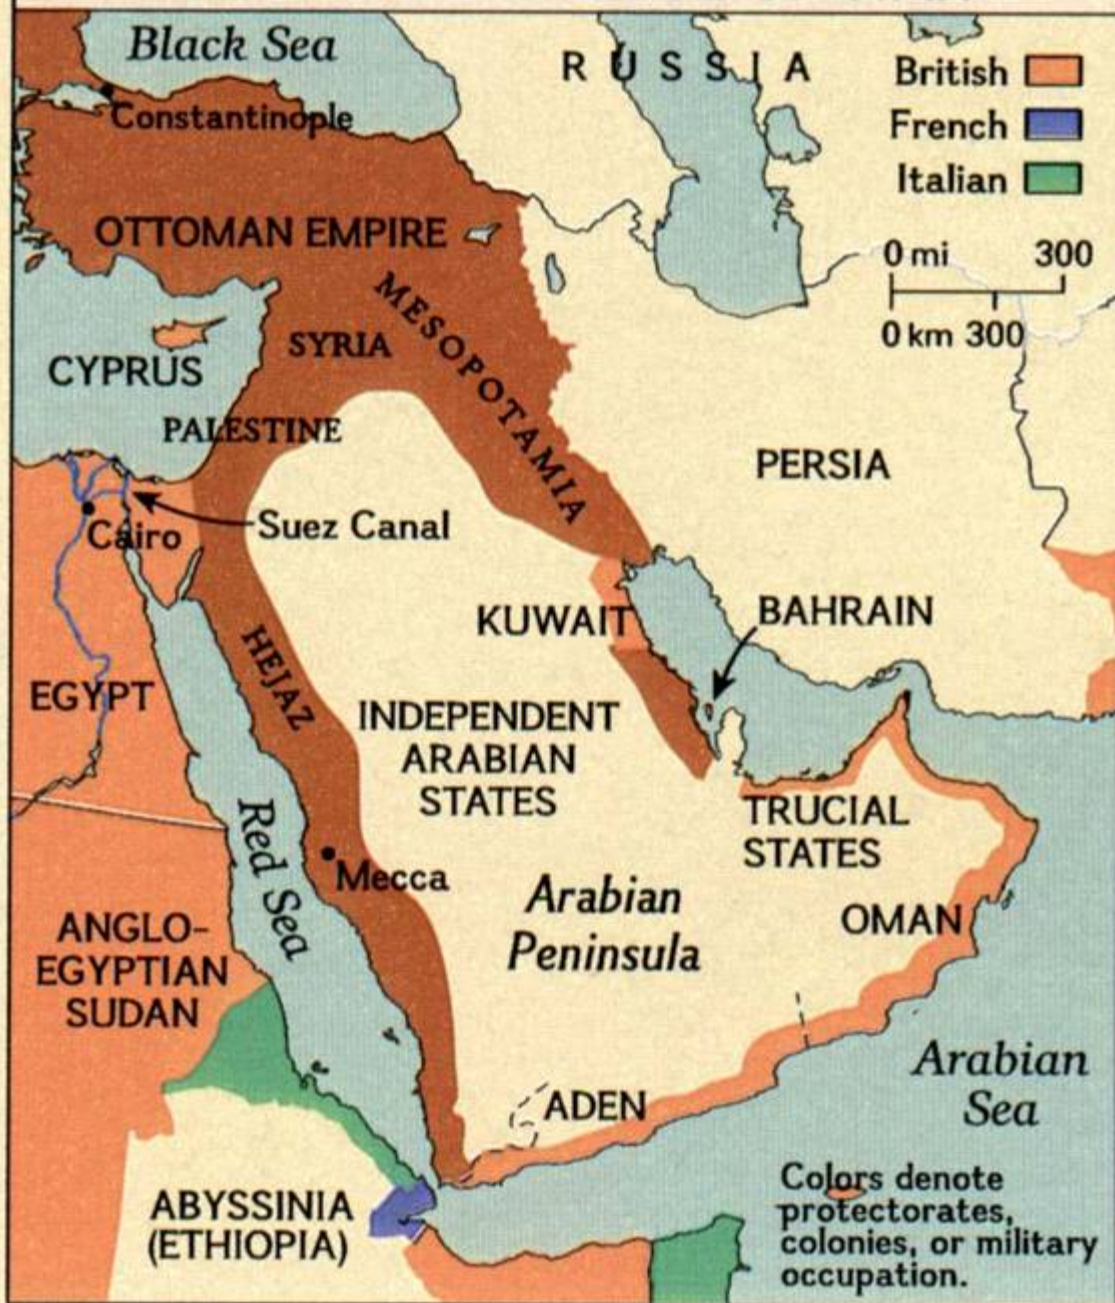 Black Sea
RUSSIA
British
French
Italian
Constantinople
OTTOMAN EMPIRE
0 mi 300
0 km 300
MESOPOTAMIA
SYRIA
CYPRUS
PALESTINE
PERSIA
Cairo
Suez Canal
KUWAIT
BAHRAIN
HEJAZ
EGYPT
INDEPENDENT
ARABIAN
STATES
Red Sea
TRUCIAL
STATES
Mecca
Arabian
Peninsula
OMAN
ANGLO-
EGYPTIAN
SUDAN
Arabian
Sea
ADEN
ABYSSINIA
(ETHIOPIA)
Colors denote
protectorates,
colonies, or military
occupation.